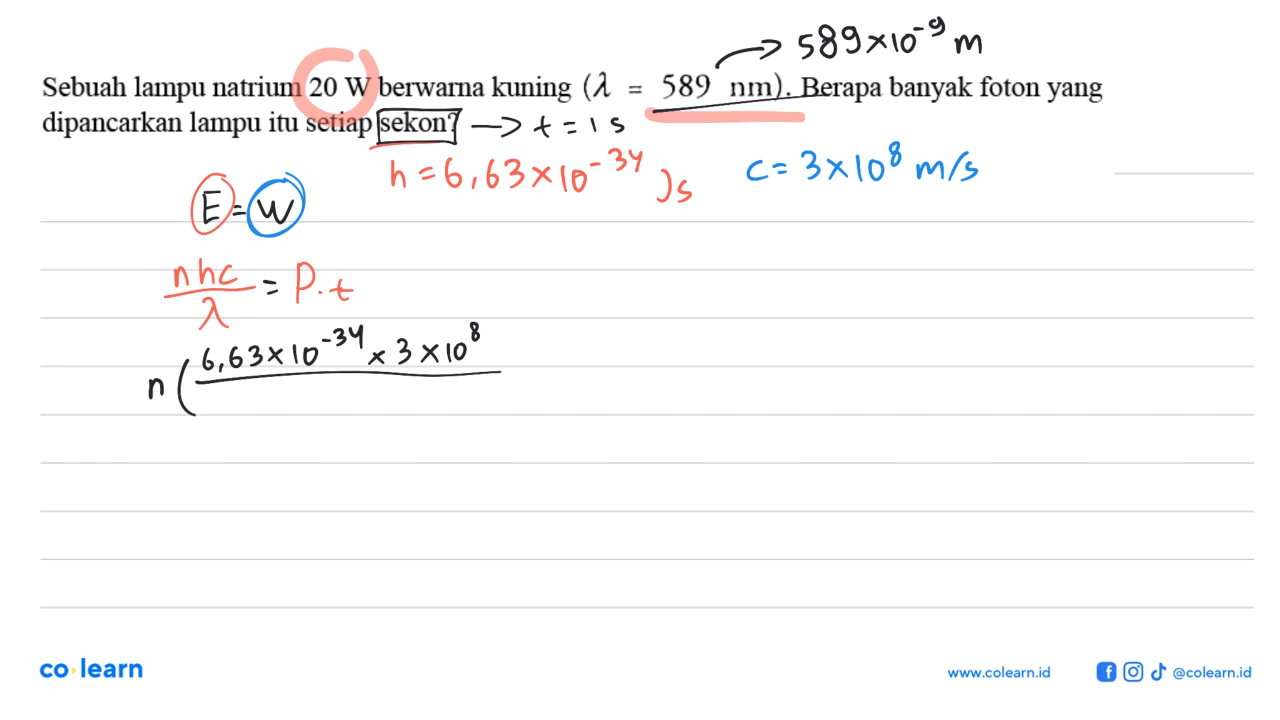 589×10⁻⁹ m
Sebuah lampu natrium 20 W berwarna kuning (λ = 589 nm). Berapa banyak foton yang
dipancarkan lampu itu setiap sekon? → t = 1 s
h = 6,63×10⁻³⁴ Js c = 3×10⁸ m/s
E = W
nhc/λ = P.t
n ( 6,63×10⁻³⁴ × 3×10⁸
co·learn www.colearn.id @colearn.id